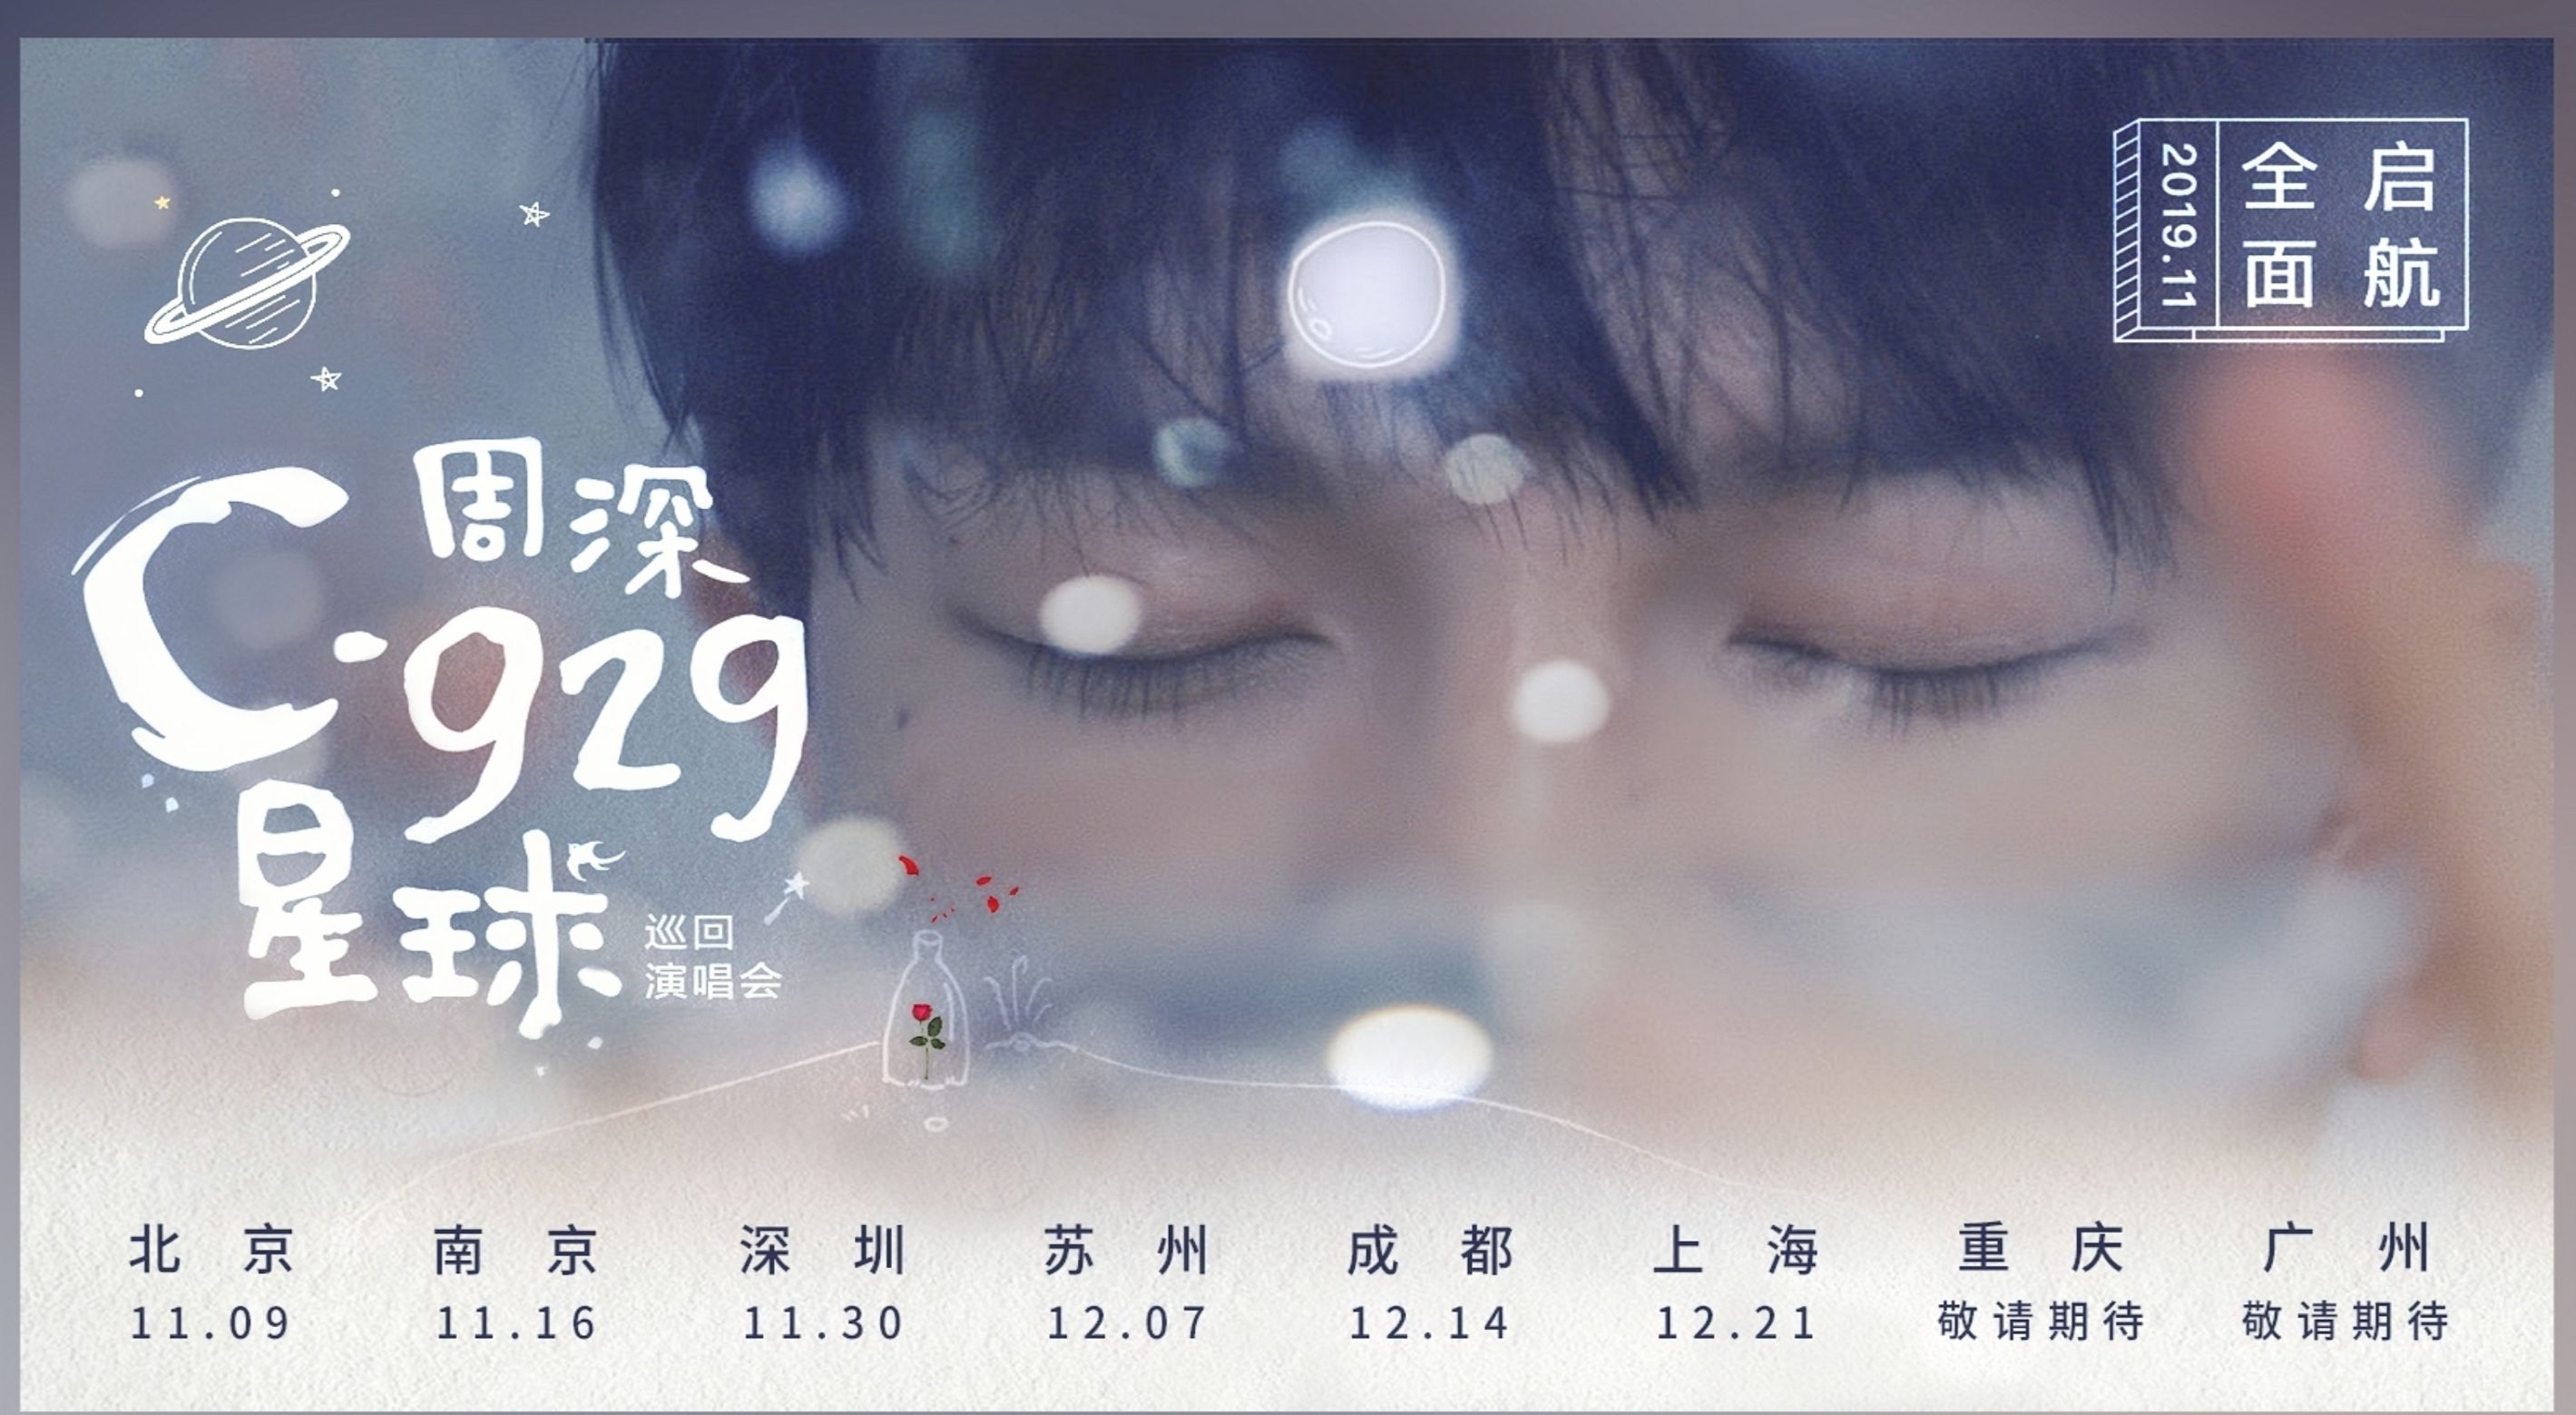 周深
C-929
星球
巡回
演唱会
2019.11
全面
启航
北京 南京 深圳 苏州 成都 上海 重庆 广州
11.09 11.16 11.30 12.07 12.14 12.21 敬请期待 敬请期待